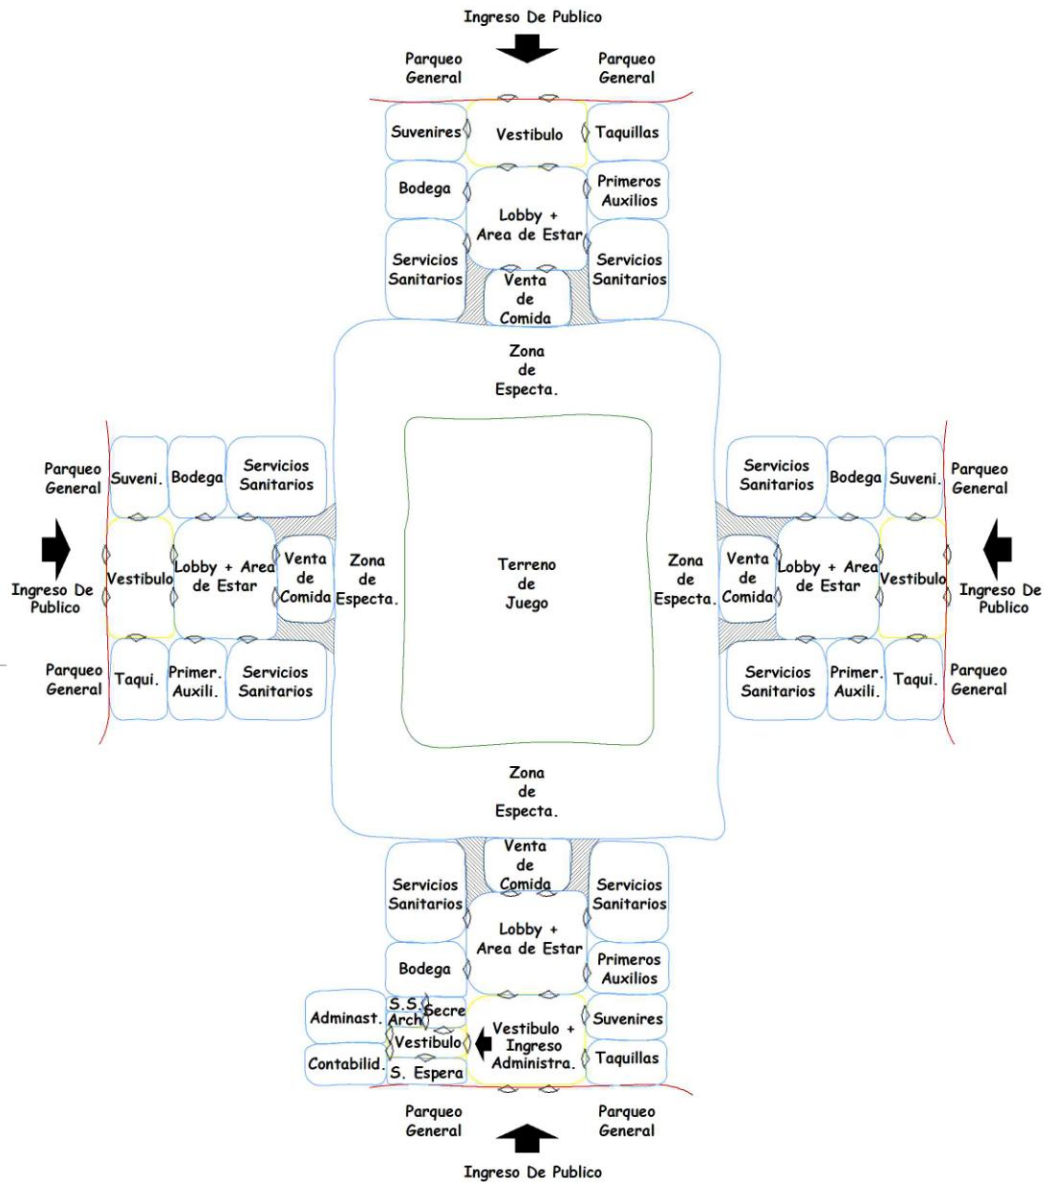 Ingreso De Publico
Parqueo
General
Parqueo
General
Suvenires
Vestibulo
Taquillas
Bodega
Primeros
Auxilios
Lobby +
Area de Estar
Servicios
Sanitarios
Servicios
Sanitarios
Venta
de
Comida
Zona
de
Especta.
Parqueo
General
Suveni.
Bodega
Servicios
Sanitarios
Servicios
Sanitarios
Bodega
Suveni.
Parqueo
General
Ingreso De
Publico
Vestibulo
Lobby + Area
de Estar
Venta
de
Comida
Zona
de
Especta.
Terreno
de
Juego
Zona
de
Especta.
Venta
de
Comida
Lobby + Area
de Estar
Vestibulo
Ingreso De
Publico
Parqueo
General
Taqui.
Primer.
Auxili.
Servicios
Sanitarios
Servicios
Sanitarios
Primer.
Auxili.
Taqui.
Parqueo
General
Zona
de
Especta.
Venta
de
Comida
Servicios
Sanitarios
Servicios
Sanitarios
Lobby +
Area de Estar
Bodega
Primeros
Auxilios
Adminast.
S.S.
Secre
Arch
Vestibulo
Contabilid.
S. Espera
Vestibulo +
Ingreso
Administra.
Suvenires
Taquillas
Parqueo
General
Parqueo
General
Ingreso De Publico